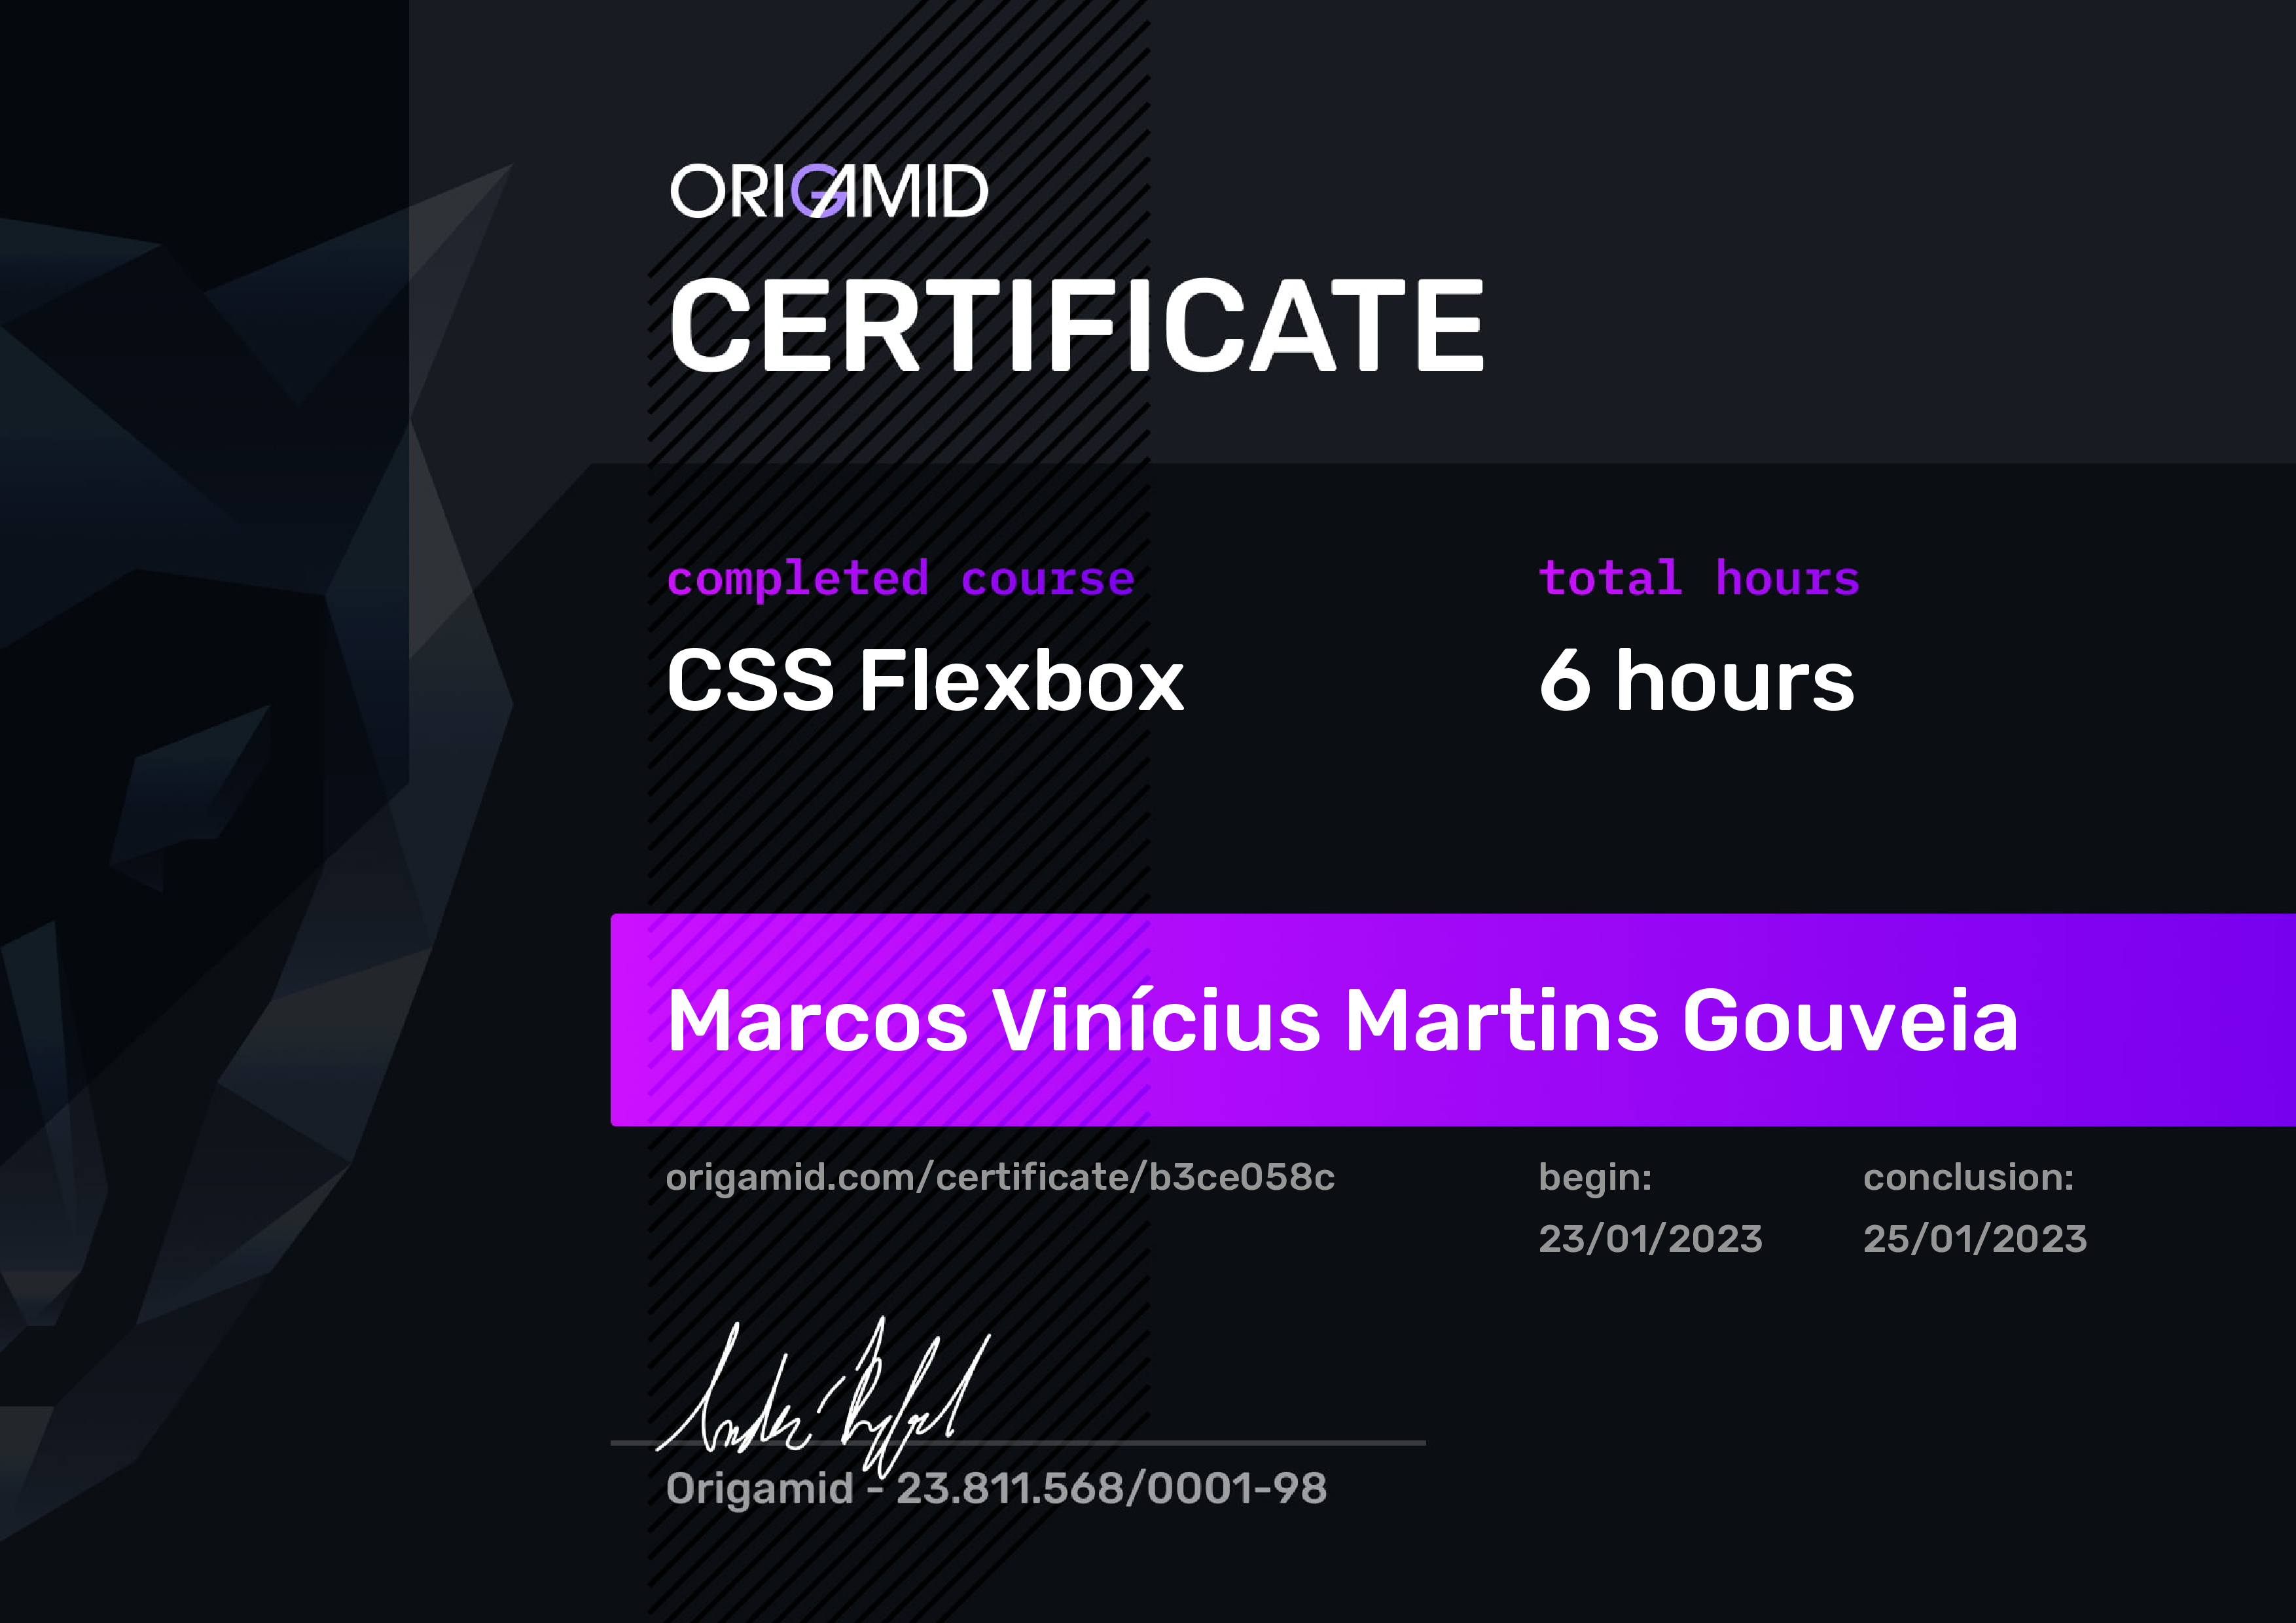 ORIGAMID
CERTIFICATE
completed course
CSS Flexbox
total hours
6 hours
Marcos Vinícius Martins Gouveia
origamid.com/certificate/b3ce058c
begin:
23/01/2023
conclusion:
25/01/2023
Origamid - 23.811.568/0001-98